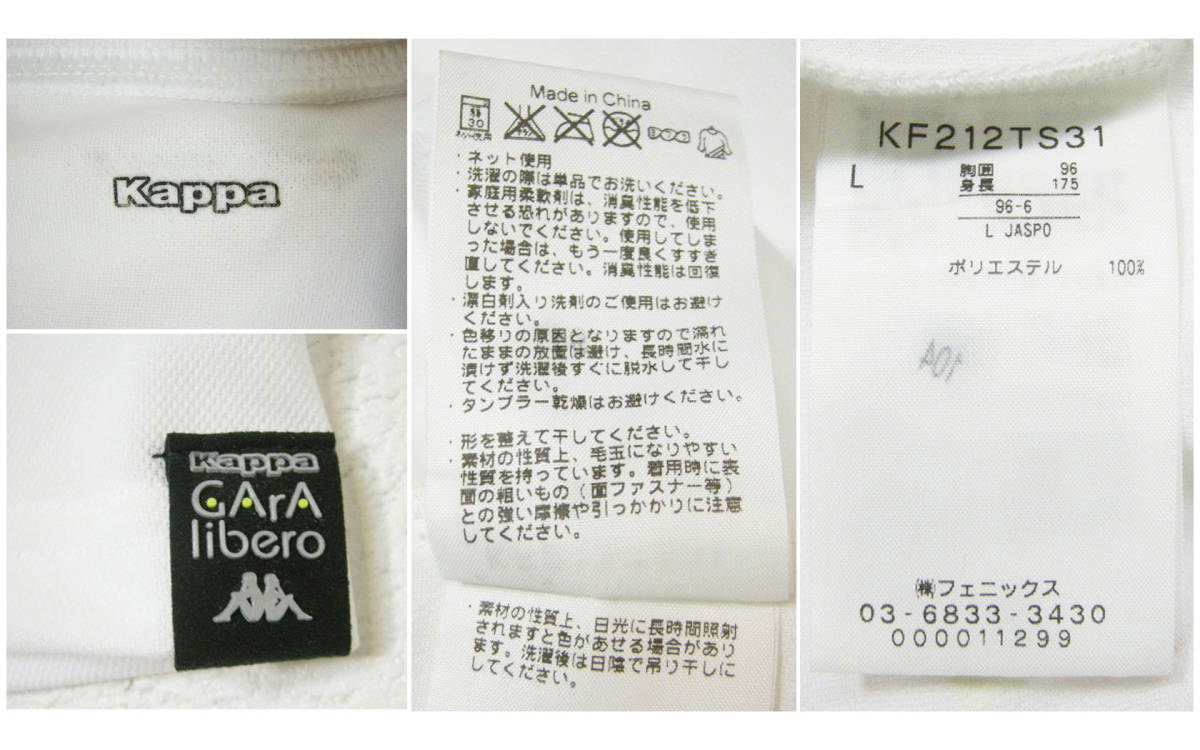 Kappa
Kappa
GArA
libero
Made in China
30
ネット使用
・ネット使用
・洗濯の際は単品でお洗いください。
・家庭用柔軟剤は、消臭性能を低下
させる恐れがありますので、使用
しないでください。使用してしま
った場合は、もう一度良くすすぎ
直してください。消臭性能は回復
します。
・漂白剤入り洗剤のご使用はお避け
ください。
・色移りの原因となりますので濡れ
たままの放置は避け、長時間水に
漬けず洗濯後すぐに脱水して干し
てください。
・タンブラー乾燥はお避けください。
・形を整えて干してください。
・素材の性質上、毛玉になりやすい
性質を持っています。着用時に表
面の粗いもの（面ファスナー等）
との強い摩擦や引っかかりに注意
してください。
・素材の性質上、日光に長時間照射
されますと色があせる場合があり
ます。洗濯後は日陰で吊り干しに
してください。
KF212TS31
L 胸囲 96
身長 175
96-6
L JASPO
ポリエステル 100%
㈱フェニックス
03-6833-3430
000011299